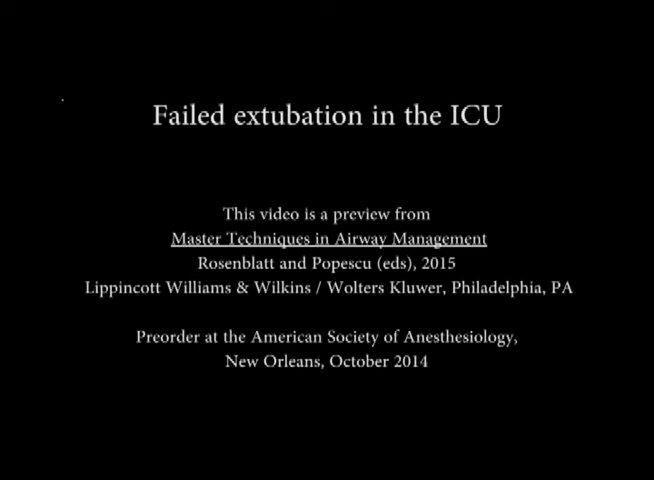 Failed extubation in the ICU
This video is a preview from
Master Techniques in Airway Management
Rosenblatt and Popescu (eds), 2015
Lippincott Williams & Wilkins / Wolters Kluwer, Philadelphia, PA
Preorder at the American Society of Anesthesiology,
New Orleans, October 2014